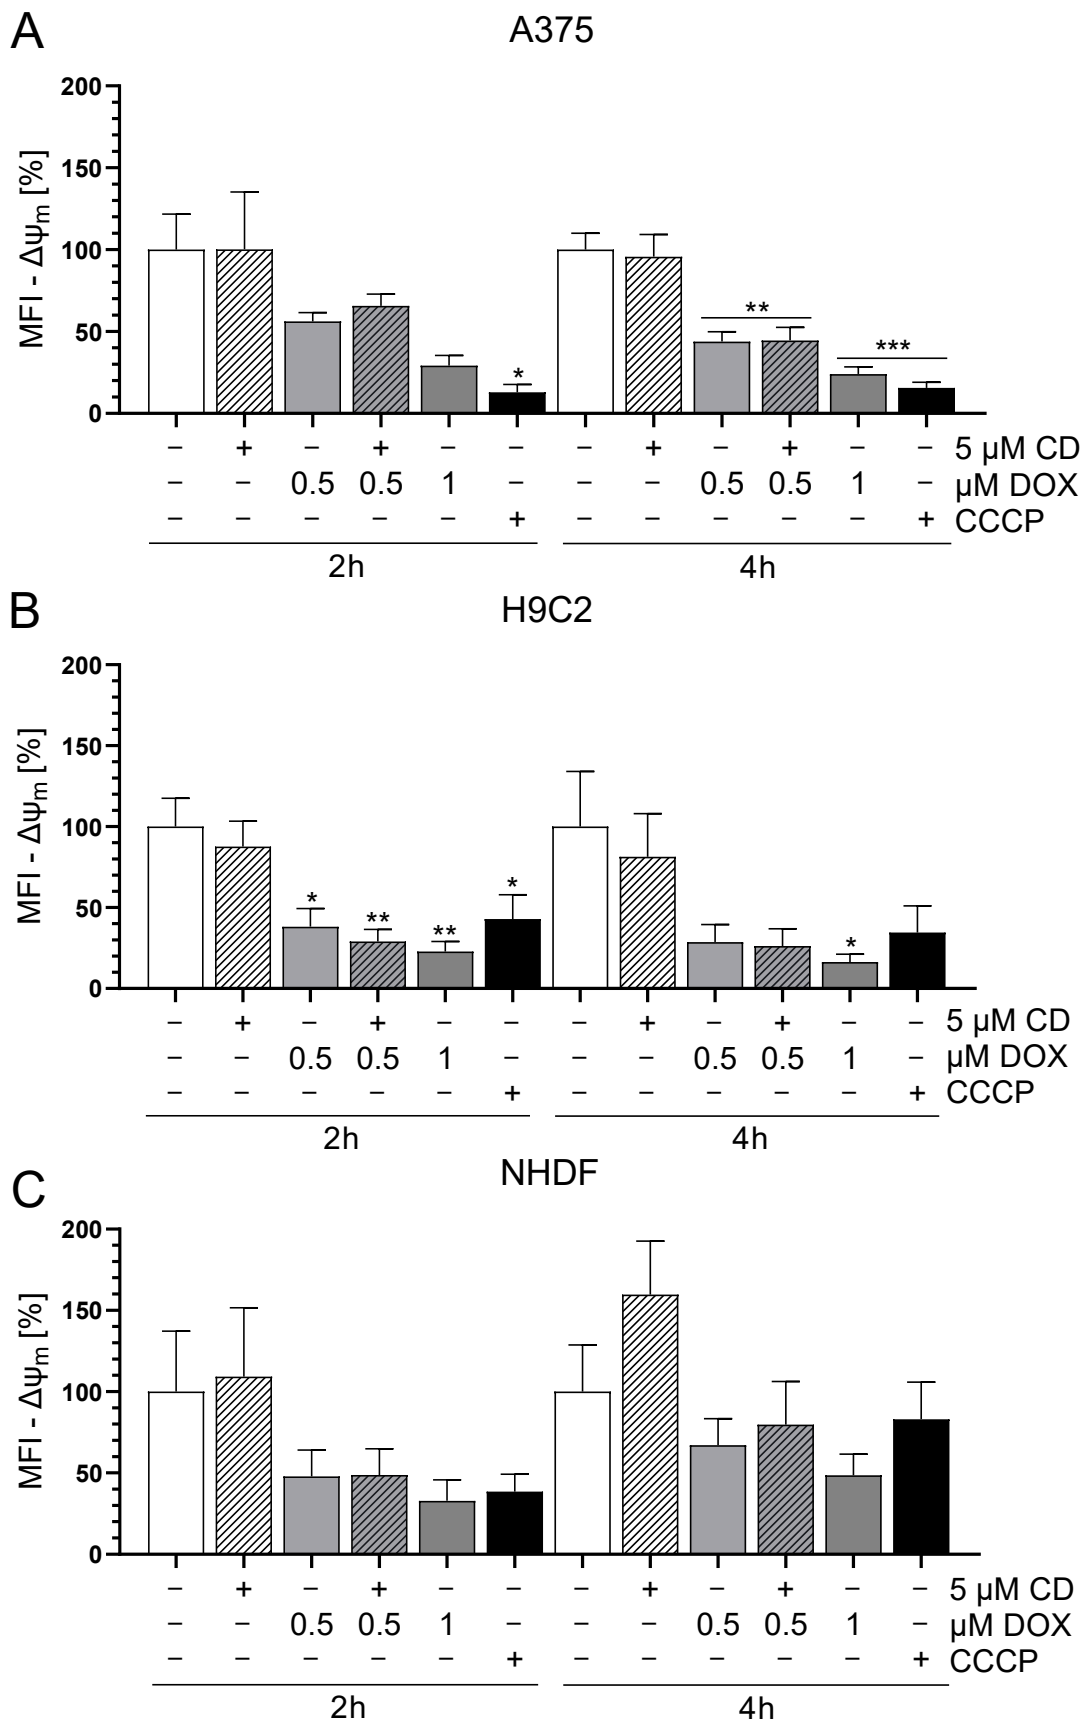 A
A375
MFI - Δψm [%]
200
150
100
50
0
* ** ***
– + – + – – – + – + – – 5 µM CD
– – 0.5 0.5 1 – – – 0.5 0.5 1 – µM DOX
– – – – – + – – – – – + CCCP
2h 4h
B
H9C2
MFI - Δψm [%]
200
150
100
50
0
* ** ** * *
– + – + – – – + – + – – 5 µM CD
– – 0.5 0.5 1 – – – 0.5 0.5 1 – µM DOX
– – – – – + – – – – – + CCCP
2h 4h
C
NHDF
MFI - Δψm [%]
200
150
100
50
0
– + – + – – – + – + – – 5 µM CD
– – 0.5 0.5 1 – – – 0.5 0.5 1 – µM DOX
– – – – – + – – – – – + CCCP
2h 4h